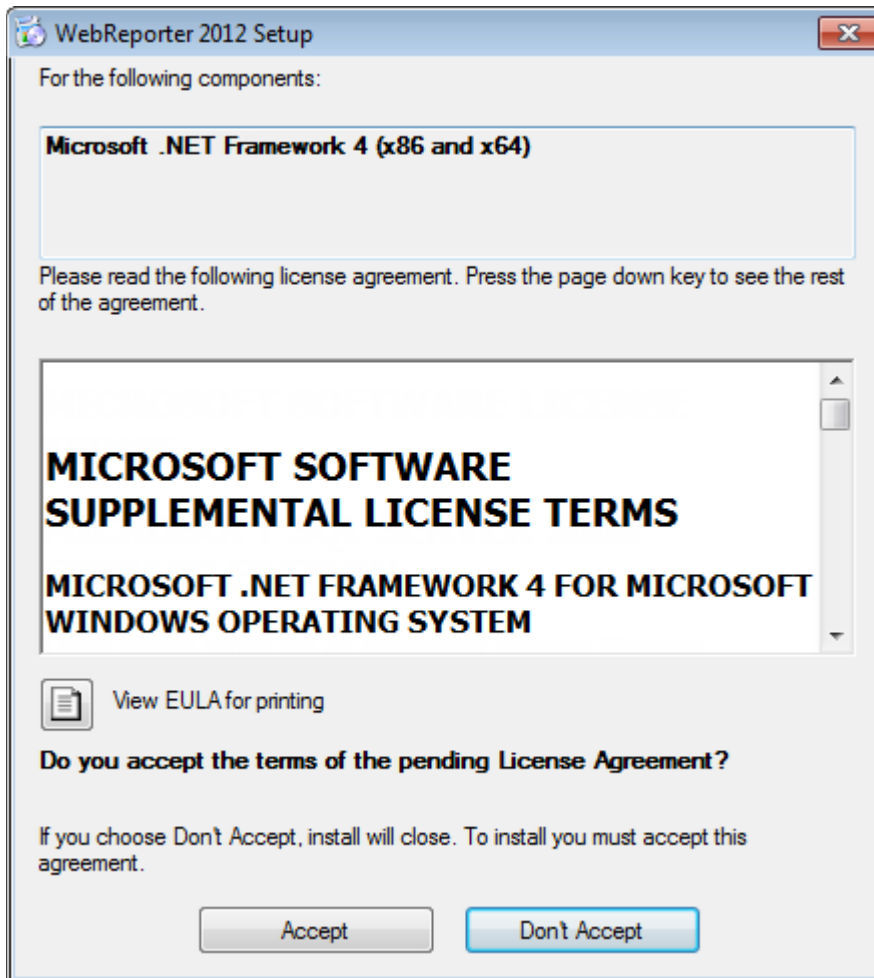 WebReporter 2012 Setup
For the following components:
Microsoft .NET Framework 4 (x86 and x64)
Please read the following license agreement. Press the page down key to see the rest
of the agreement.
MICROSOFT SOFTWARE
SUPPLEMENTAL LICENSE TERMS
MICROSOFT .NET FRAMEWORK 4 FOR MICROSOFT
WINDOWS OPERATING SYSTEM
View EULA for printing
Do you accept the terms of the pending License Agreement?
If you choose Don't Accept, install will close. To install you must accept this
agreement.
Accept
Don't Accept